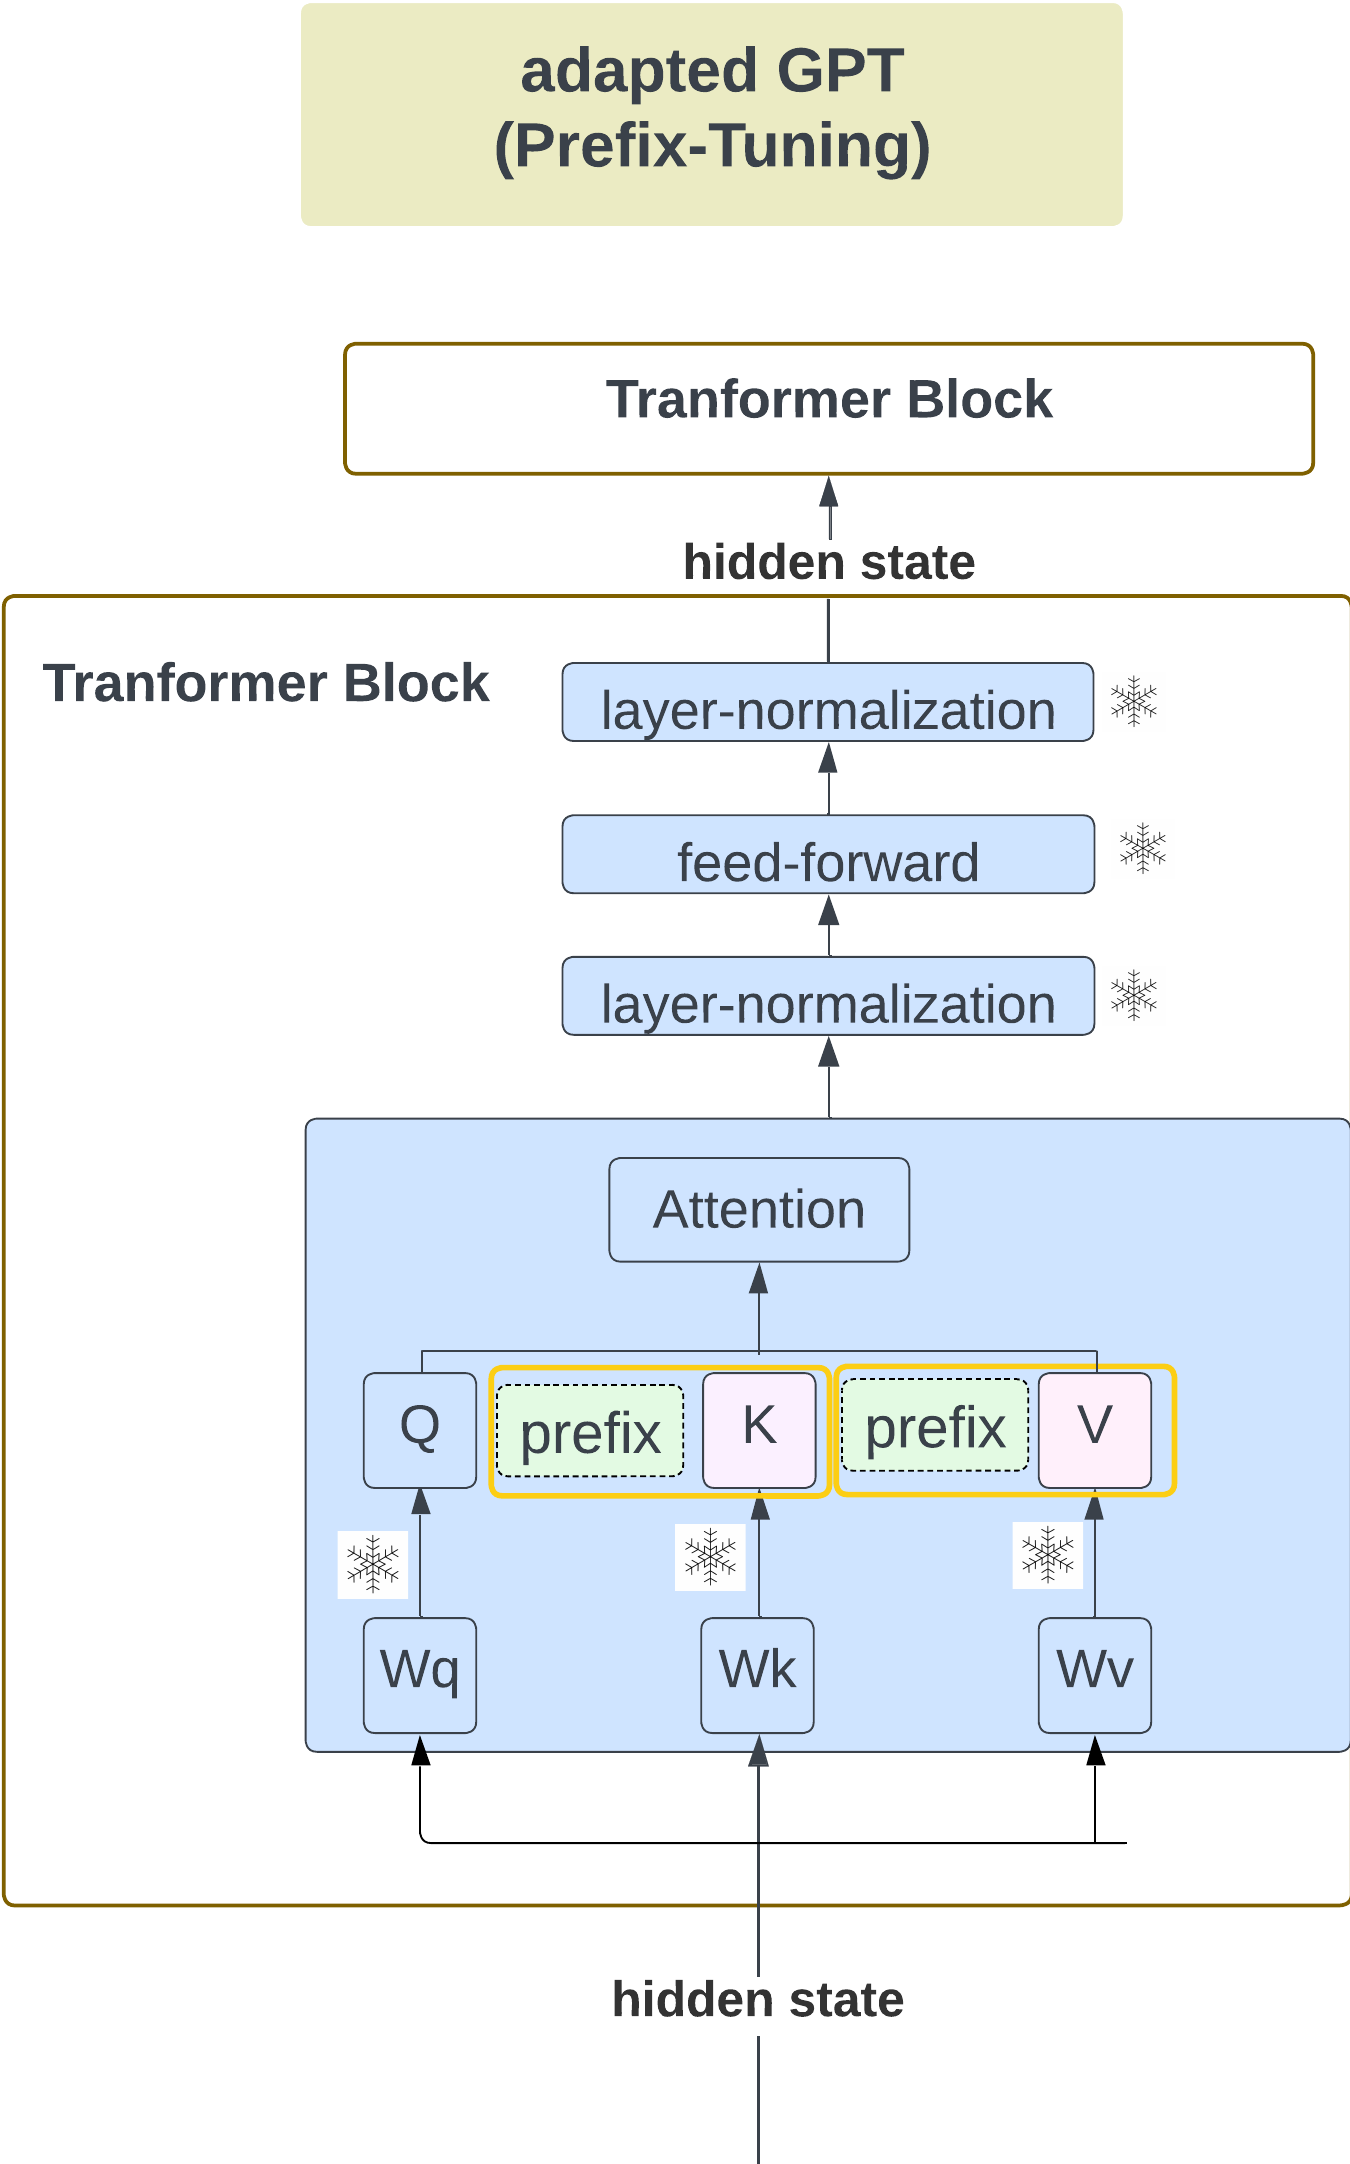 adapted GPT
(Prefix-Tuning)
Tranformer Block
hidden state
Tranformer Block
layer-normalization
feed-forward
layer-normalization
Attention
Q
prefix
K
prefix
V
Wq
Wk
Wv
hidden state